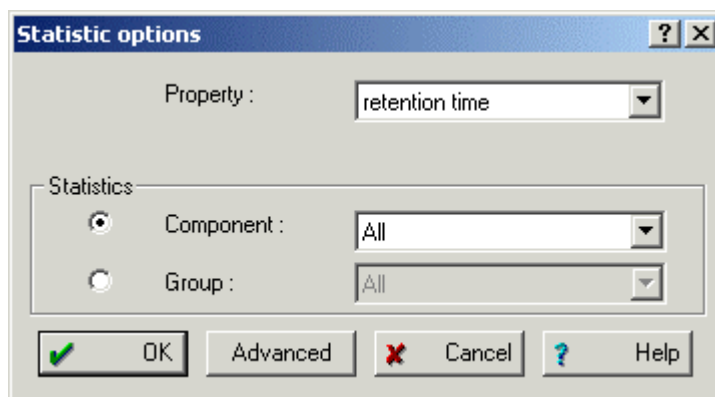 Statistic options
Property : retention time
Statistics
Component : All
Group : All
OK Advanced Cancel Help